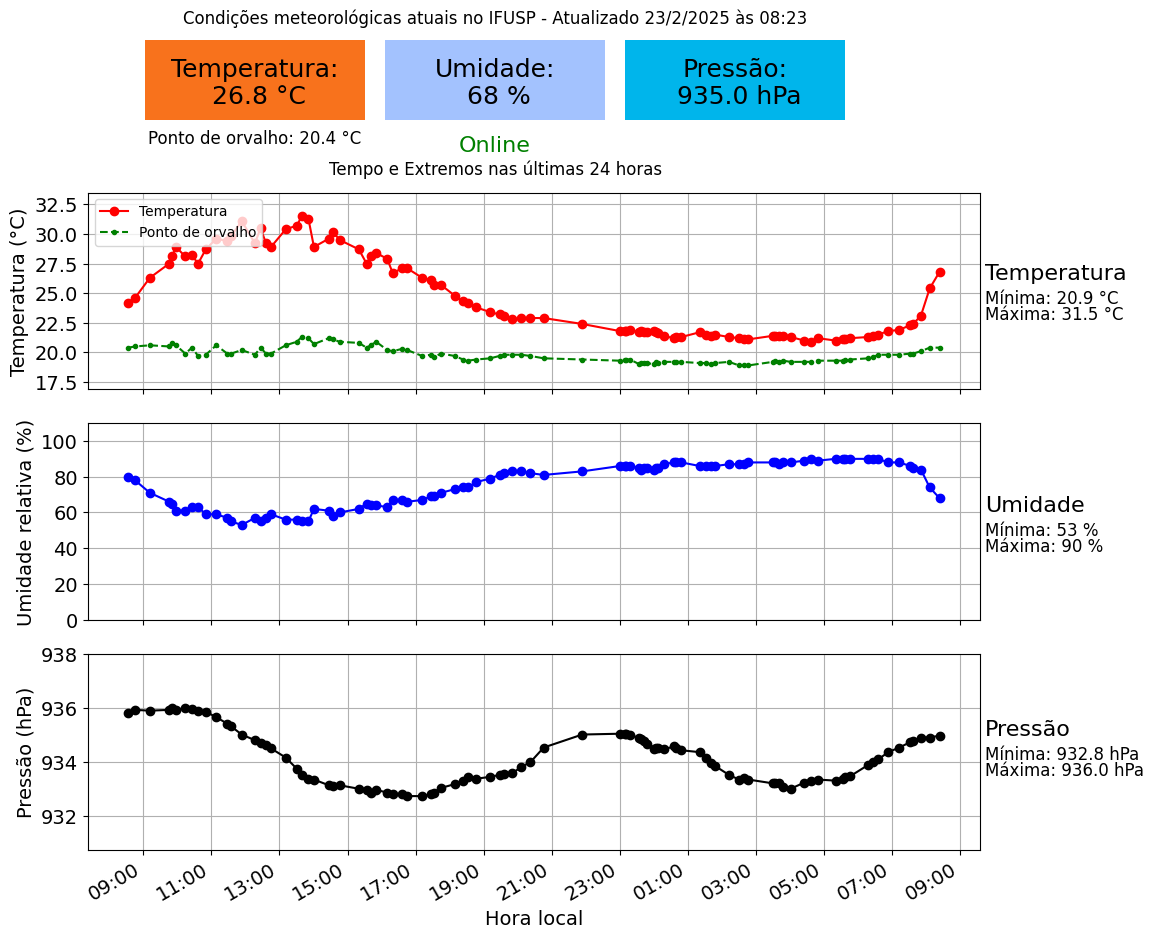 Condições meteorológicas atuais no IFUSP - Atualizado 23/2/2025 às 08:23
Temperatura:
26.8 °C
Umidade:
68 %
Pressão:
935.0 hPa
Ponto de orvalho: 20.4 °C
Online
Tempo e Extremos nas últimas 24 horas
Temperatura (°C)
32.5
30.0
27.5
25.0
22.5
20.0
17.5
Temperatura
Ponto de orvalho
Temperatura
Mínima: 20.9 °C
Máxima: 31.5 °C
Umidade relativa (%)
100
80
60
40
20
0
Umidade
Mínima: 53 %
Máxima: 90 %
Pressão (hPa)
938
936
934
932
Pressão
Mínima: 932.8 hPa
Máxima: 936.0 hPa
09:00 11:00 13:00 15:00 17:00 19:00 21:00 23:00 01:00 03:00 05:00 07:00 09:00
Hora local